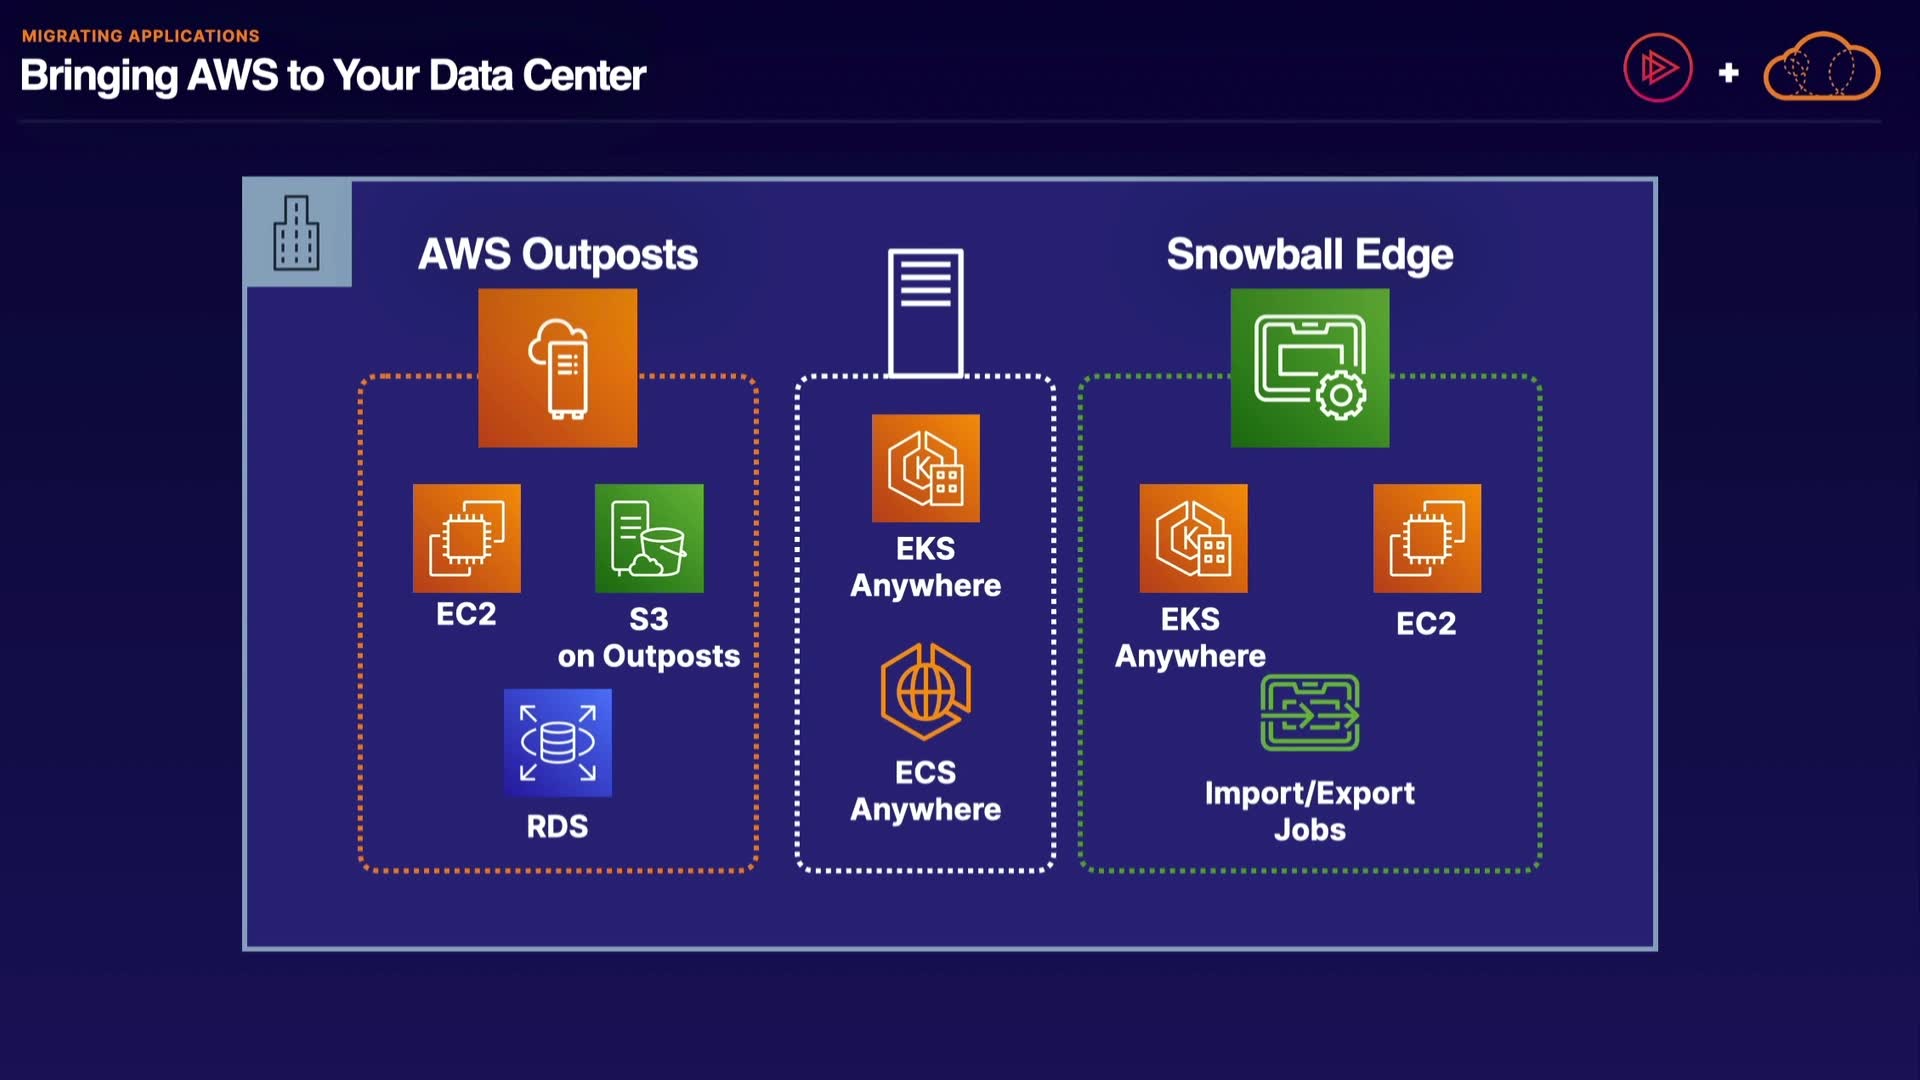 MIGRATING APPLICATIONS
Bringing AWS to Your Data Center
AWS Outposts
EC2
S3
on Outposts
RDS
EKS
Anywhere
ECS
Anywhere
Snowball Edge
EKS
Anywhere
EC2
Import/Export
Jobs